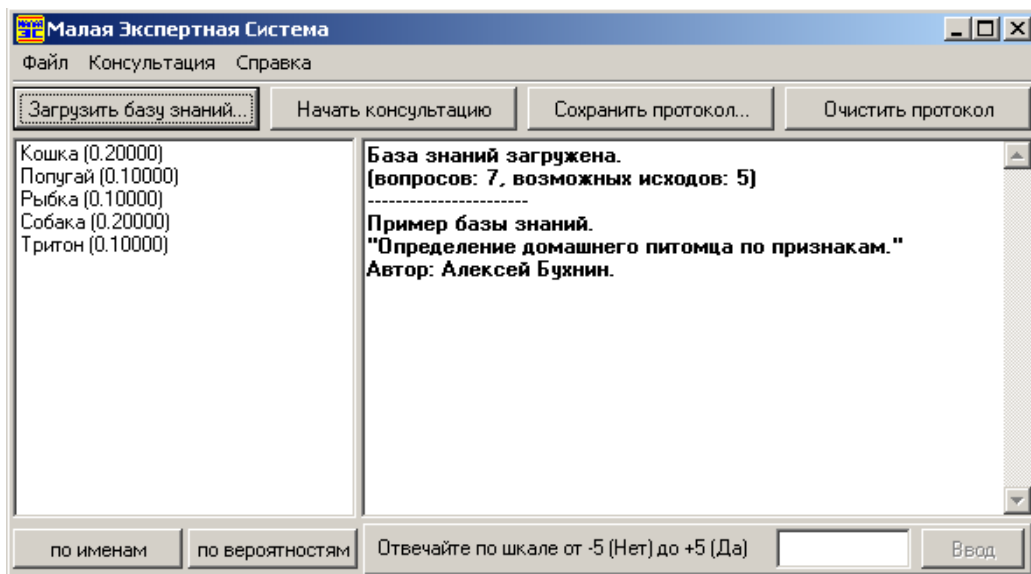 Малая Экспертная Система
Файл Консультация Справка
Загрузить базу знаний... Начать консультацию Сохранить протокол... Очистить протокол
Кошка (0.20000)
Попугай (0.10000)
Рыбка (0.10000)
Собака (0.20000)
Тритон (0.10000)
База знаний загружена.
(вопросов: 7, возможных исходов: 5)
-----------------------
Пример базы знаний.
"Определение домашнего питомца по признакам."
Автор: Алексей Бухнин.
по именам по вероятностям Отвечайте по шкале от -5 (Нет) до +5 (Да) Ввод